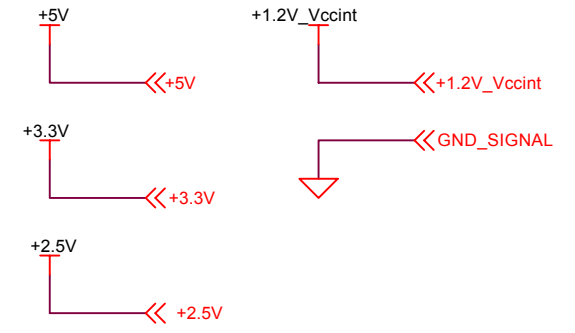 +5V
+5V
+3.3V
+3.3V
+2.5V
+2.5V
+1.2V_Vccint
+1.2V_Vccint
GND_SIGNAL